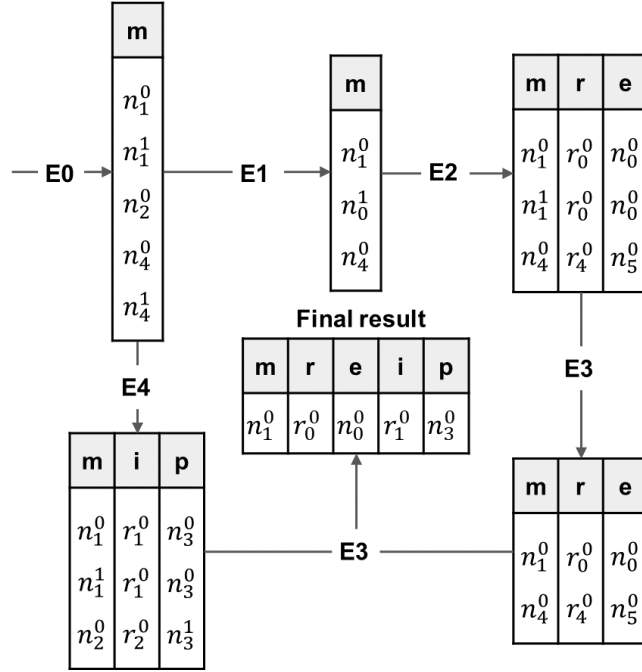 m
n_1^0
n_1^1
n_2^0
n_4^0
n_4^1
E0
E1
m
n_1^0
n_0^1
n_4^0
E2
m r e
n_1^0 r_0^0 n_0^0
n_1^1 r_0^0 n_0^0
n_4^0 r_4^0 n_5^0
E3
E4
Final result
m r e i p
n_1^0 r_0^0 n_0^0 r_1^0 n_3^0
m i p
n_1^0 r_1^0 n_3^0
n_1^1 r_1^0 n_3^0
n_2^0 r_2^0 n_3^1
E3
m r e
n_1^0 r_0^0 n_0^0
n_4^0 r_4^0 n_5^0